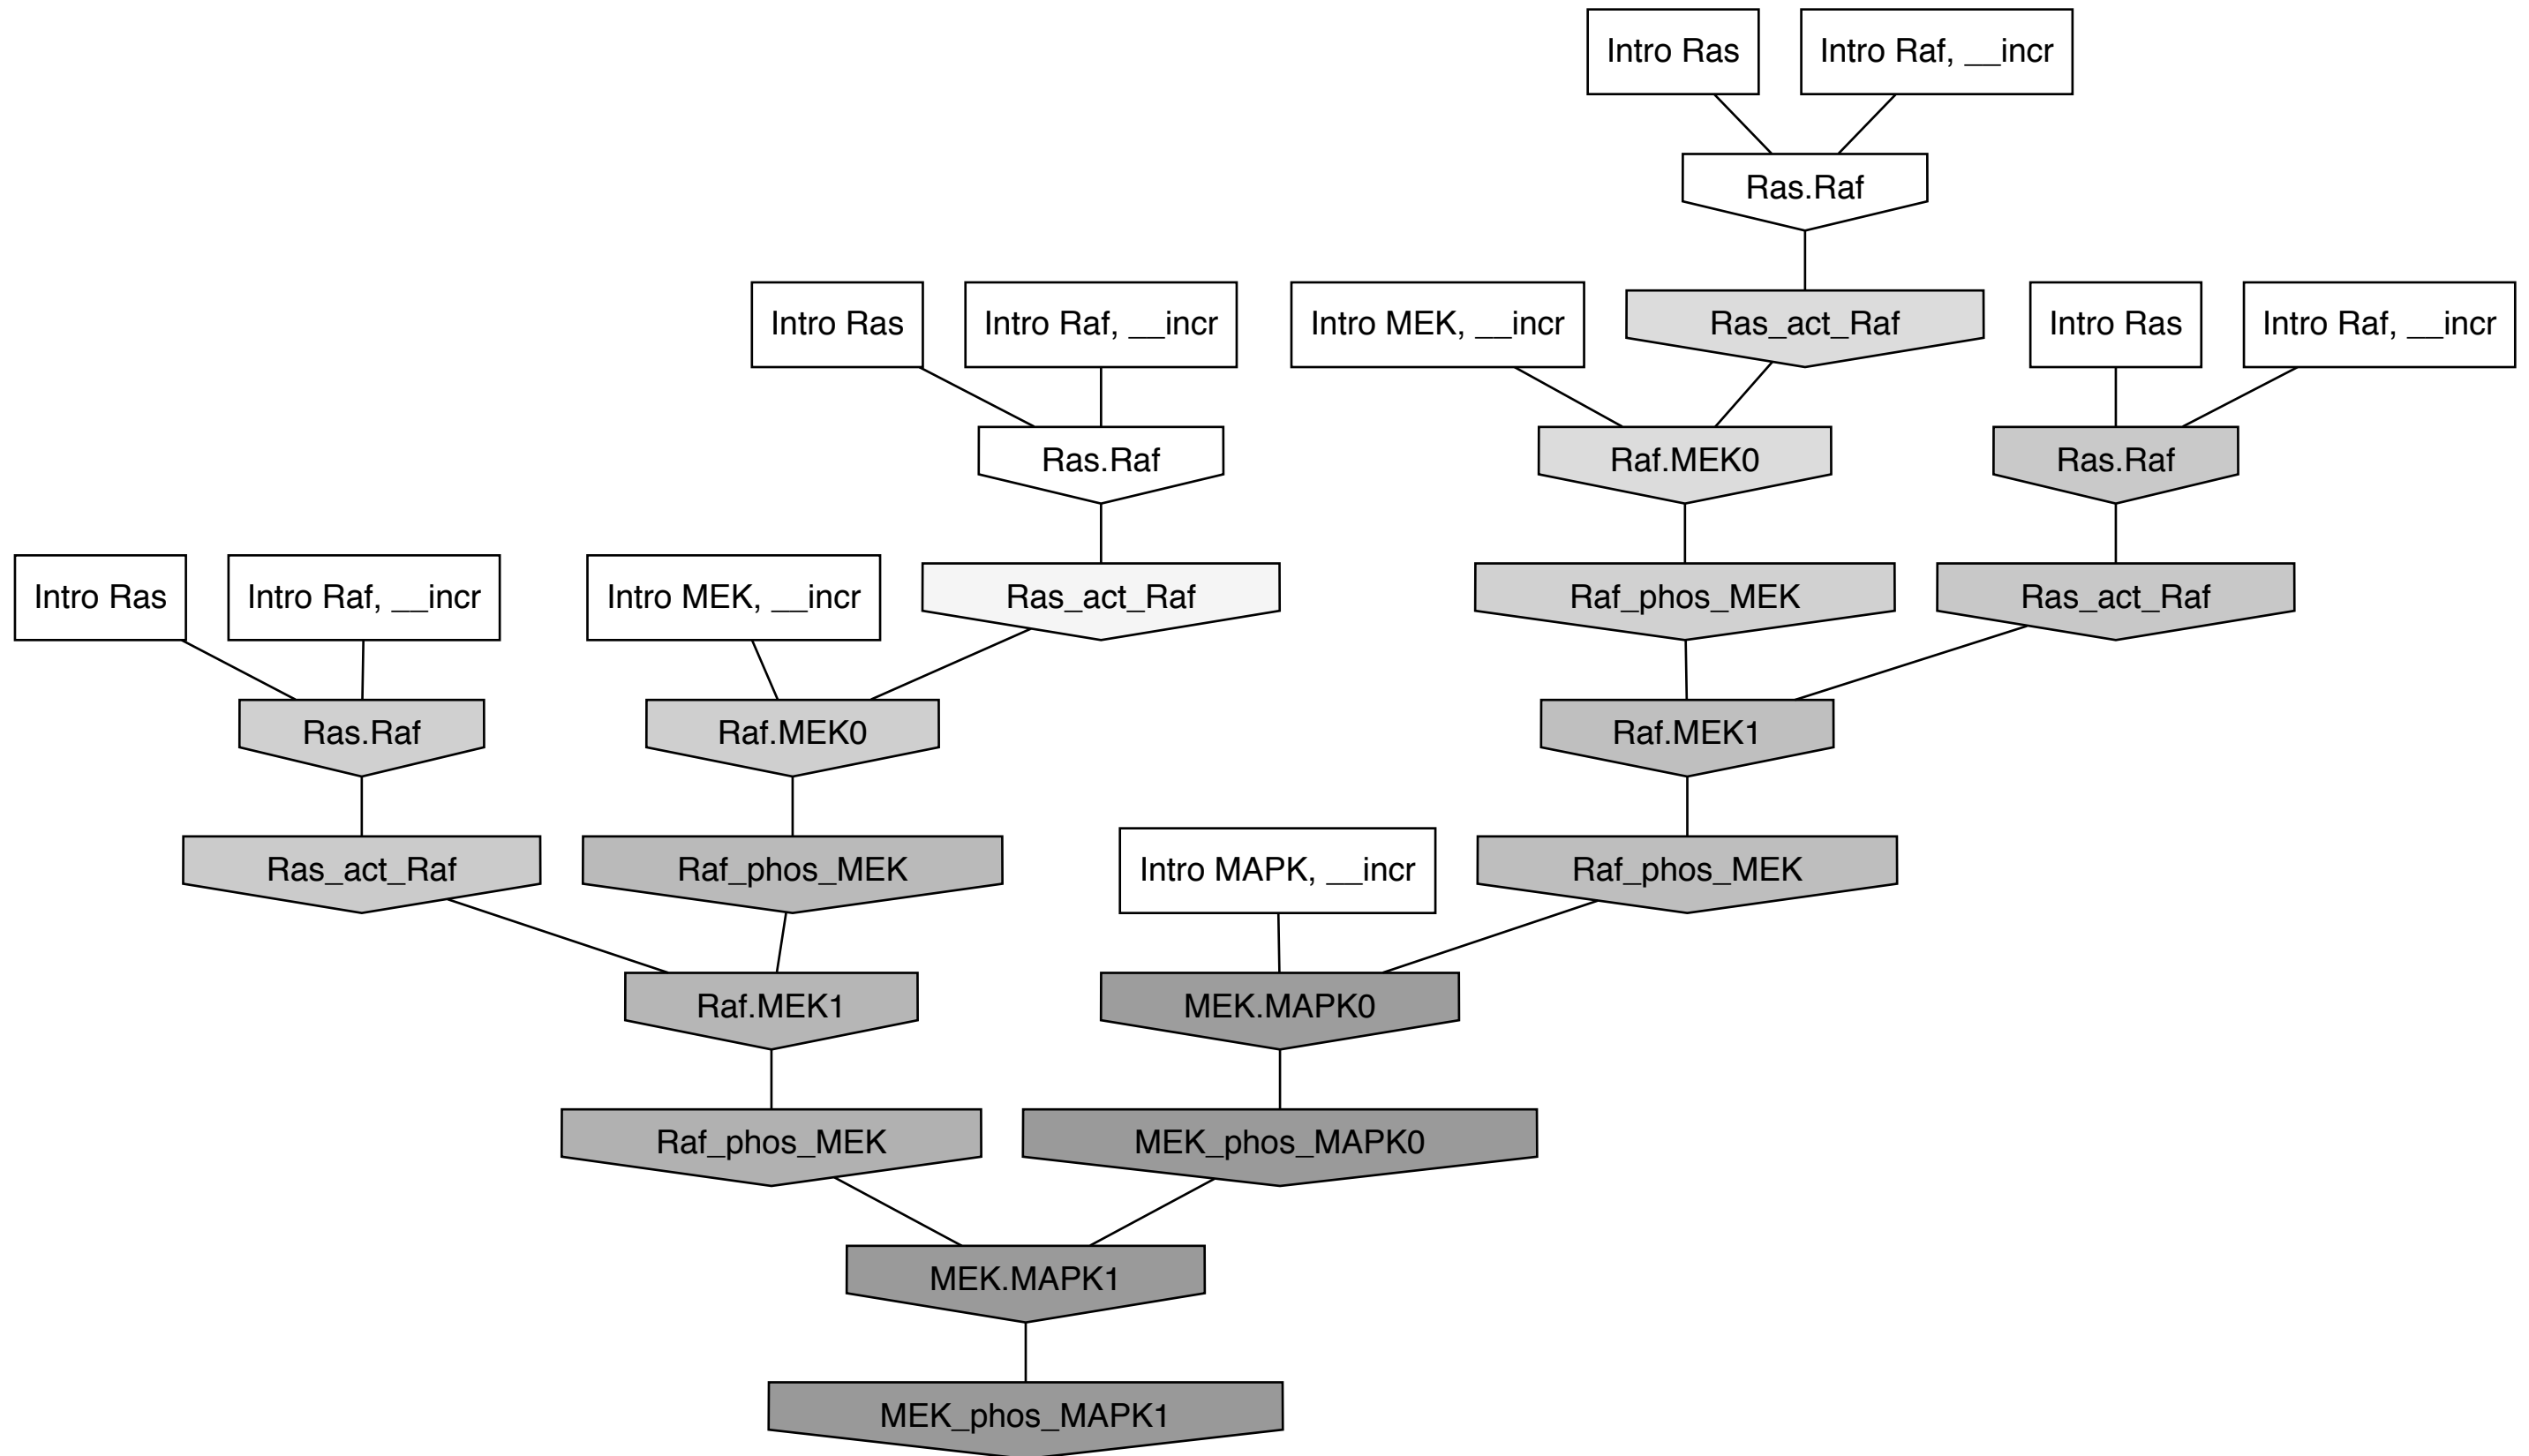 Intro Ras
Intro Raf, __incr
Ras.Raf
Intro Ras
Intro Raf, __incr
Intro MEK, __incr
Ras_act_Raf
Intro Ras
Intro Raf, __incr
Ras.Raf
Raf.MEK0
Ras.Raf
Intro Ras
Intro Raf, __incr
Intro MEK, __incr
Ras_act_Raf
Raf_phos_MEK
Ras_act_Raf
Ras.Raf
Raf.MEK0
Raf.MEK1
Ras_act_Raf
Raf_phos_MEK
Intro MAPK, __incr
Raf_phos_MEK
Raf.MEK1
MEK.MAPK0
Raf_phos_MEK
MEK_phos_MAPK0
MEK.MAPK1
MEK_phos_MAPK1